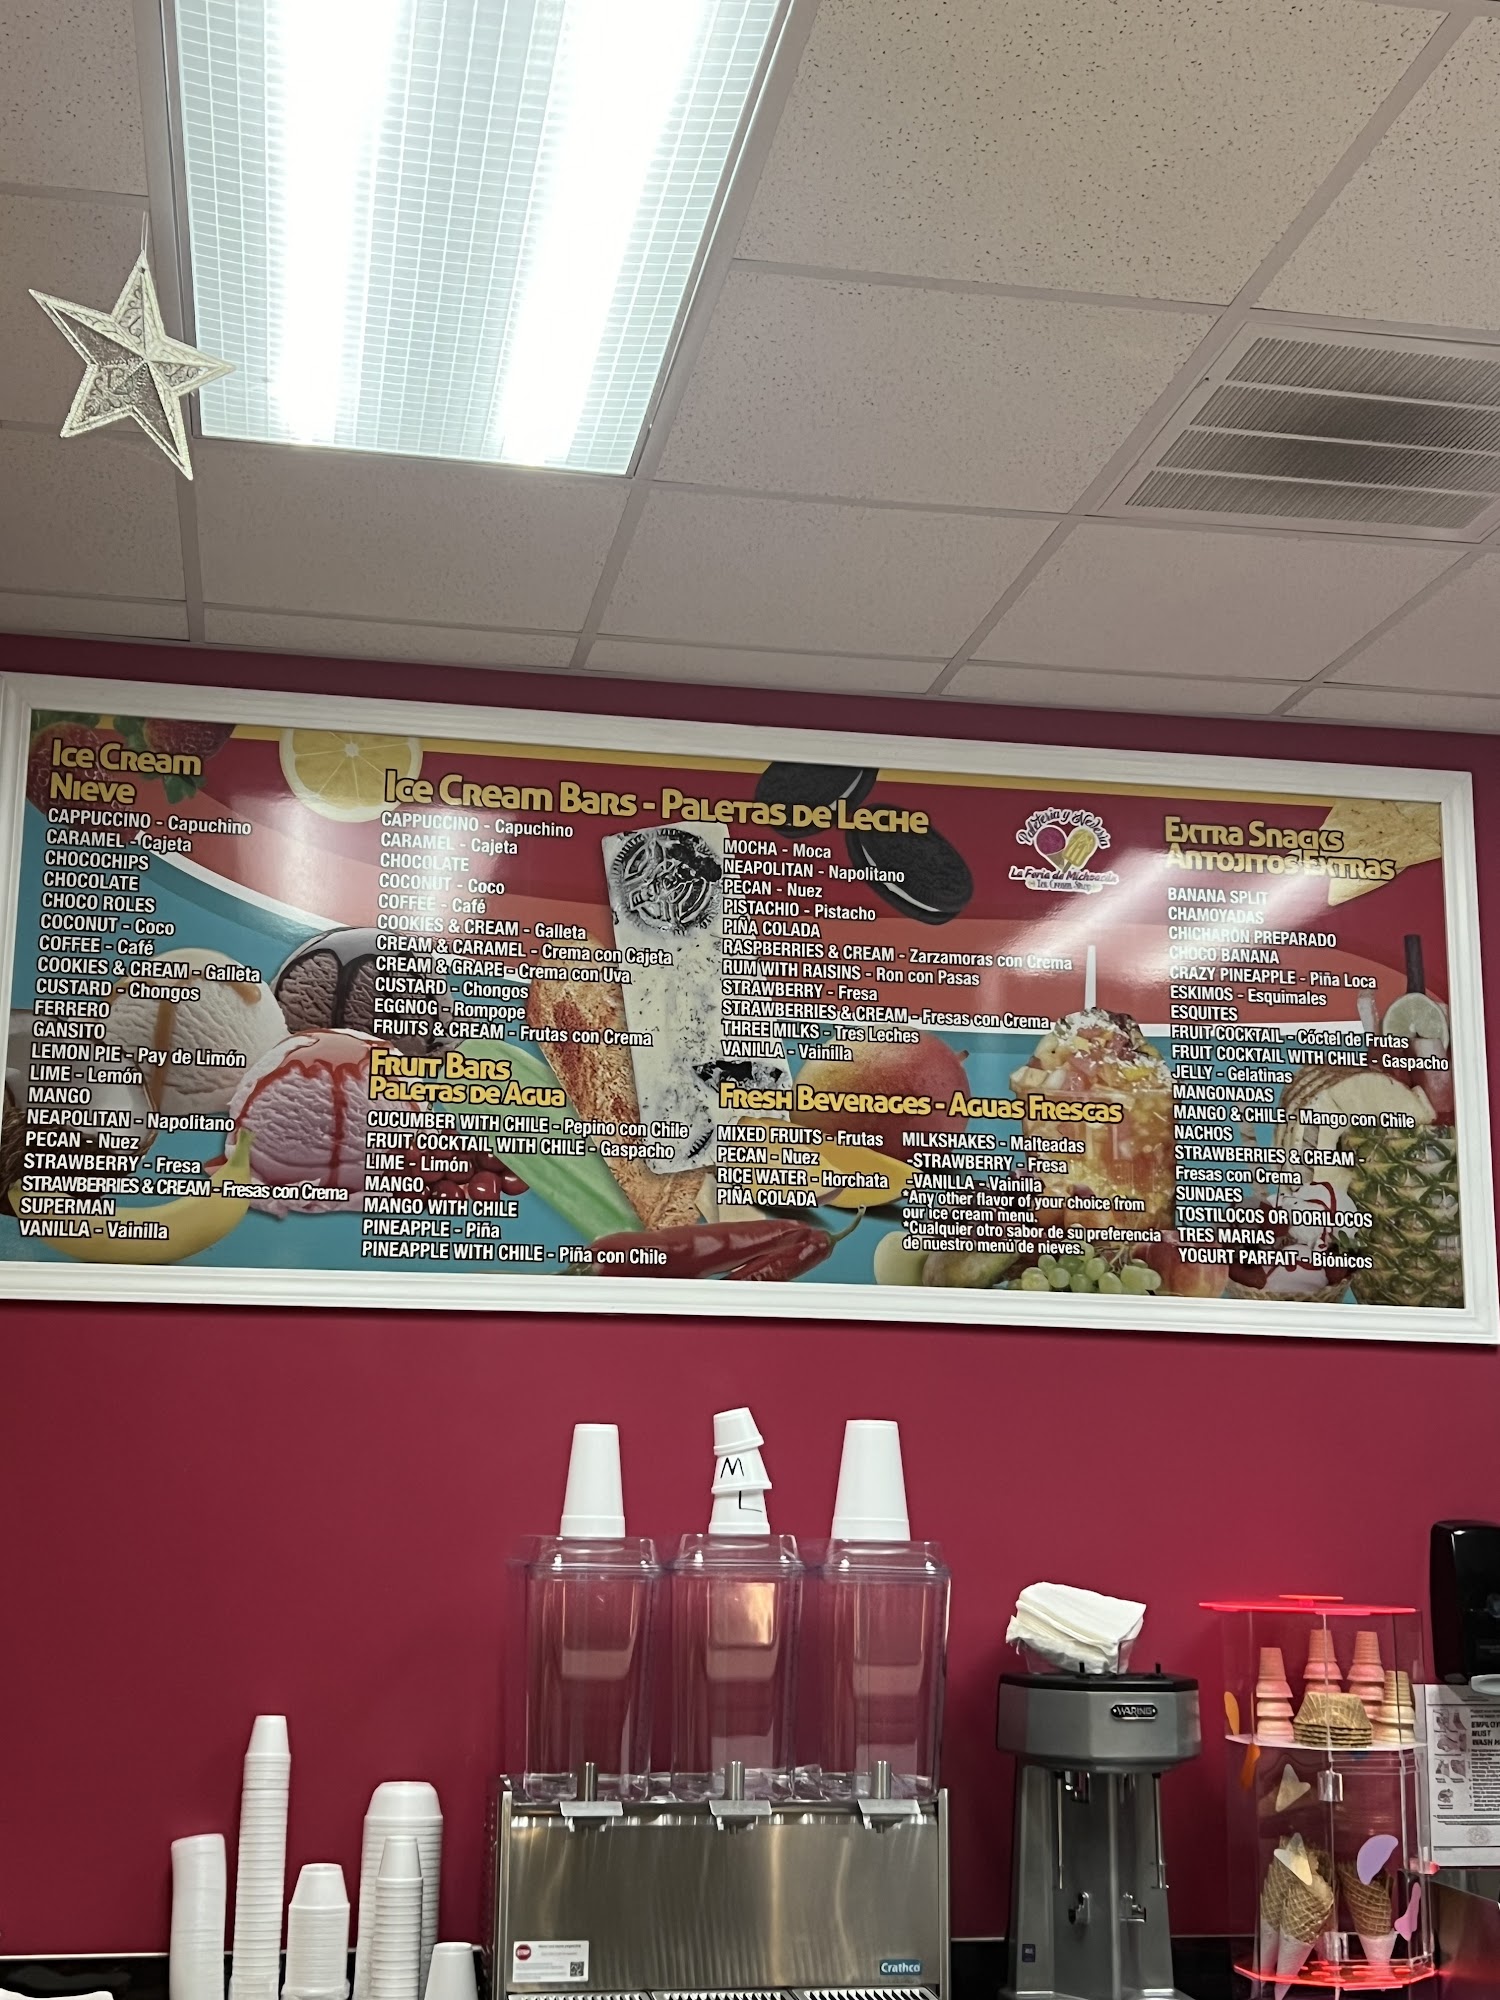 Ice Cream
Nieve
CAPPUCCINO - Capuchino
CARAMEL - Cajeta
CHOCOCHIPS
CHOCOLATE
CHOCO ROLES
COCONUT - Coco
COFFEE - Café
COOKIES & CREAM - Galleta
CUSTARD - Chongos
FERRERO
GANSITO
LEMON PIE - Pay de Limón
LIME - Lemón
MANGO
NEAPOLITAN - Napolitano
PECAN - Nuez
STRAWBERRY - Fresa
STRAWBERRIES & CREAM - Fresas con Crema
SUPERMAN
VANILLA - Vainilla
Ice Cream Bars - Paletas de Leche
CAPPUCCINO - Capuchino
CARAMEL - Cajeta
CHOCOLATE
COCONUT - Coco
COFFEE - Café
COOKIES & CREAM - Galleta
CREAM & CARAMEL - Crema con Cajeta
CREAM & GRAPE - Crema con Uva
CUSTARD - Chongos
EGGNOG - Rompope
FRUITS & CREAM - Frutas con Crema
MOCHA - Moca
NEAPOLITAN - Napolitano
PECAN - Nuez
PISTACHIO - Pistacho
PIÑA COLADA
RASPBERRIES & CREAM - Zarzamoras con Crema
RUM WITH RAISINS - Ron con Pasas
STRAWBERRY - Fresa
STRAWBERRIES & CREAM - Fresas con Crema
THREE MILKS - Tres Leches
VANILLA - Vainilla
Fruit Bars
Paletas de Agua
CUCUMBER WITH CHILE - Pepino con Chile
FRUIT COCKTAIL WITH CHILE - Gaspacho
LIME - Limón
MANGO
MANGO WITH CHILE
PINEAPPLE - Piña
PINEAPPLE WITH CHILE - Piña con Chile
Fresh Beverages - Aguas Frescas
MIXED FRUITS - Frutas
PECAN - Nuez
RICE WATER - Horchata
PIÑA COLADA
MILKSHAKES - Malteadas
-STRAWBERRY - Fresa
-VANILLA - Vainilla
*Any other flavor of your choice from
our ice cream menu.
*Cualquier otro sabor de su preferencia
de nuestro menú de nieves.
Paletería y Nevería
La Feria de Michoacán
Ice Cream Shop
Extra Snacks
Antojitos Extras
BANANA SPLIT
CHAMOYADAS
CHICHARÓN PREPARADO
CHOCO BANANA
CRAZY PINEAPPLE - Piña Loca
ESKIMOS - Esquimales
ESQUITES
FRUIT COCKTAIL - Cóctel de Frutas
FRUIT COCKTAIL WITH CHILE - Gaspacho
JELLY - Gelatinas
MANGONADAS
MANGO & CHILE - Mango con Chile
NACHOS
STRAWBERRIES & CREAM -
Fresas con Crema
SUNDAES
TOSTILOCOS OR DORILOCOS
TRES MARIAS
YOGURT PARFAIT - Biónicos
M
L
WARING
MUST
WASH
STOP
Crathco